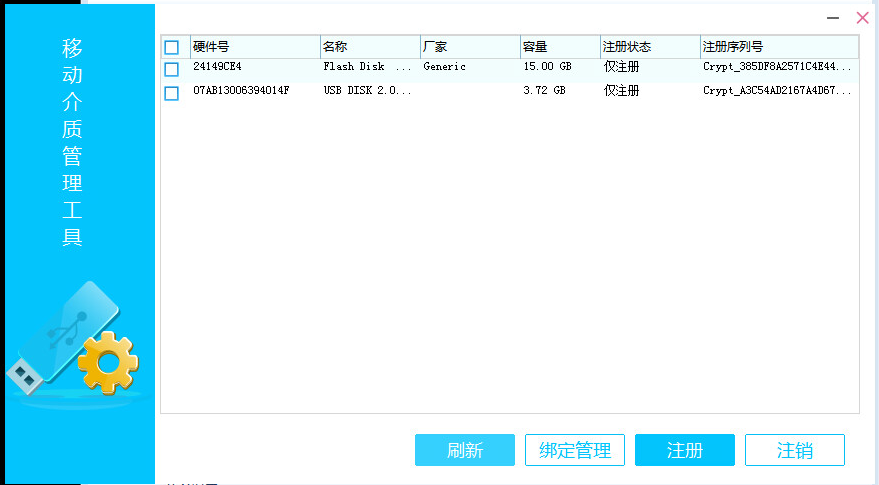 移动介质管理工具
硬件号 名称 厂家 容量 注册状态 注册序列号
24149CE4 Flash Disk ... Generic 15.00 GB 仅注册 Crypt_385DF8A2571C4E44...
07AB13006394014F USB DISK 2.0... 3.72 GB 仅注册 Crypt_A3C54AD2167A4D67...
刷新 绑定管理 注册 注销